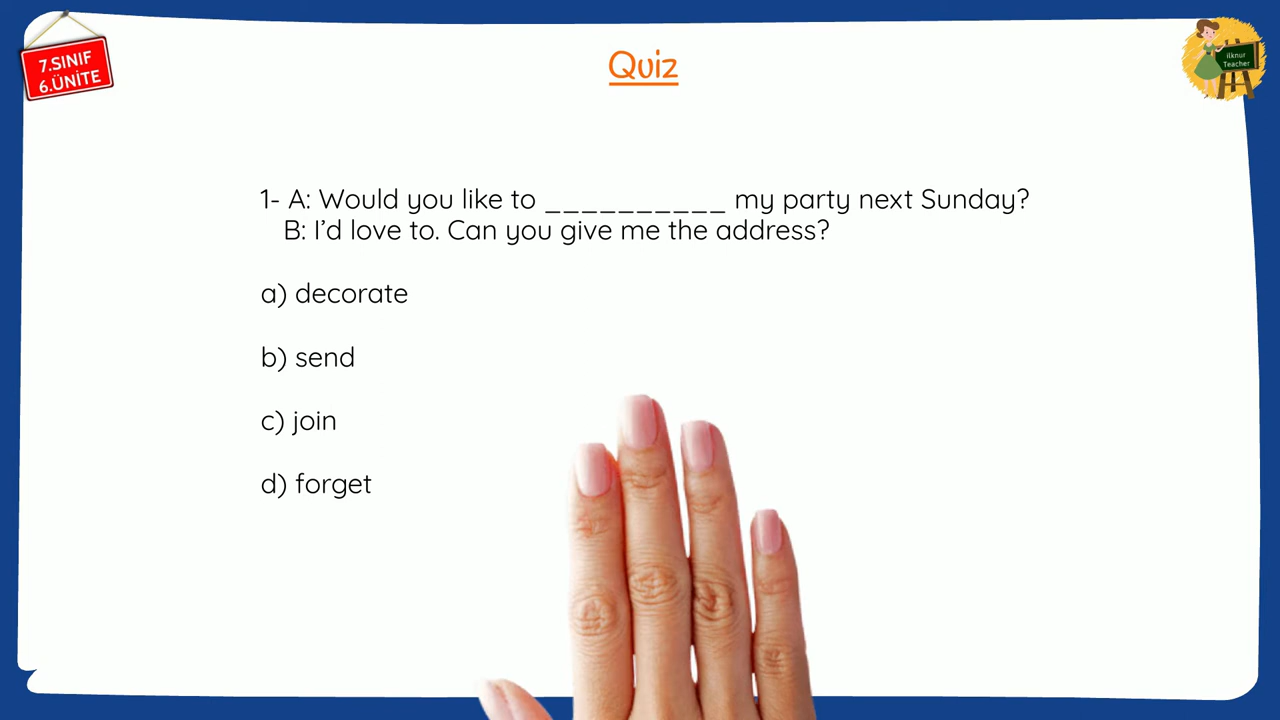 7.SINIF
6.ÜNİTE
Quiz
ilknur
Teacher
1- A: Would you like to __________ my party next Sunday?
B: I’d love to. Can you give me the address?
a) decorate
b) send
c) join
d) forget